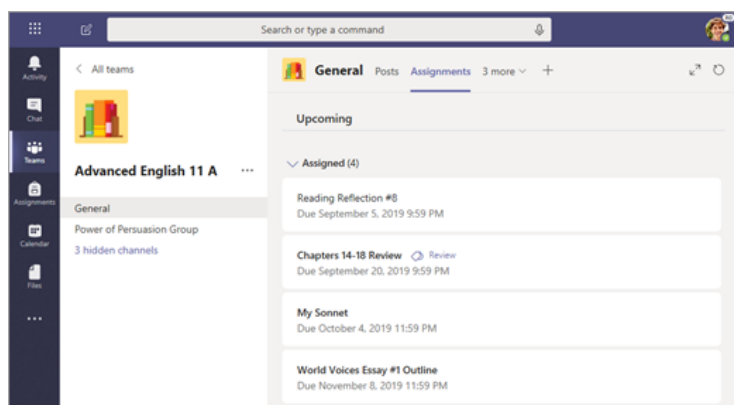 Search or type a command
Activity
Chat
Teams
Assignments
Calendar
Files
All teams
Advanced English 11 A
General
Power of Persuasion Group
3 hidden channels
General Posts Assignments 3 more
Upcoming
Assigned (4)
Reading Reflection #8
Due September 5, 2019 9:59 PM
Chapters 14-18 Review Review
Due September 20, 2019 9:59 PM
My Sonnet
Due October 4, 2019 11:59 PM
World Voices Essay #1 Outline
Due November 8, 2019 11:59 PM